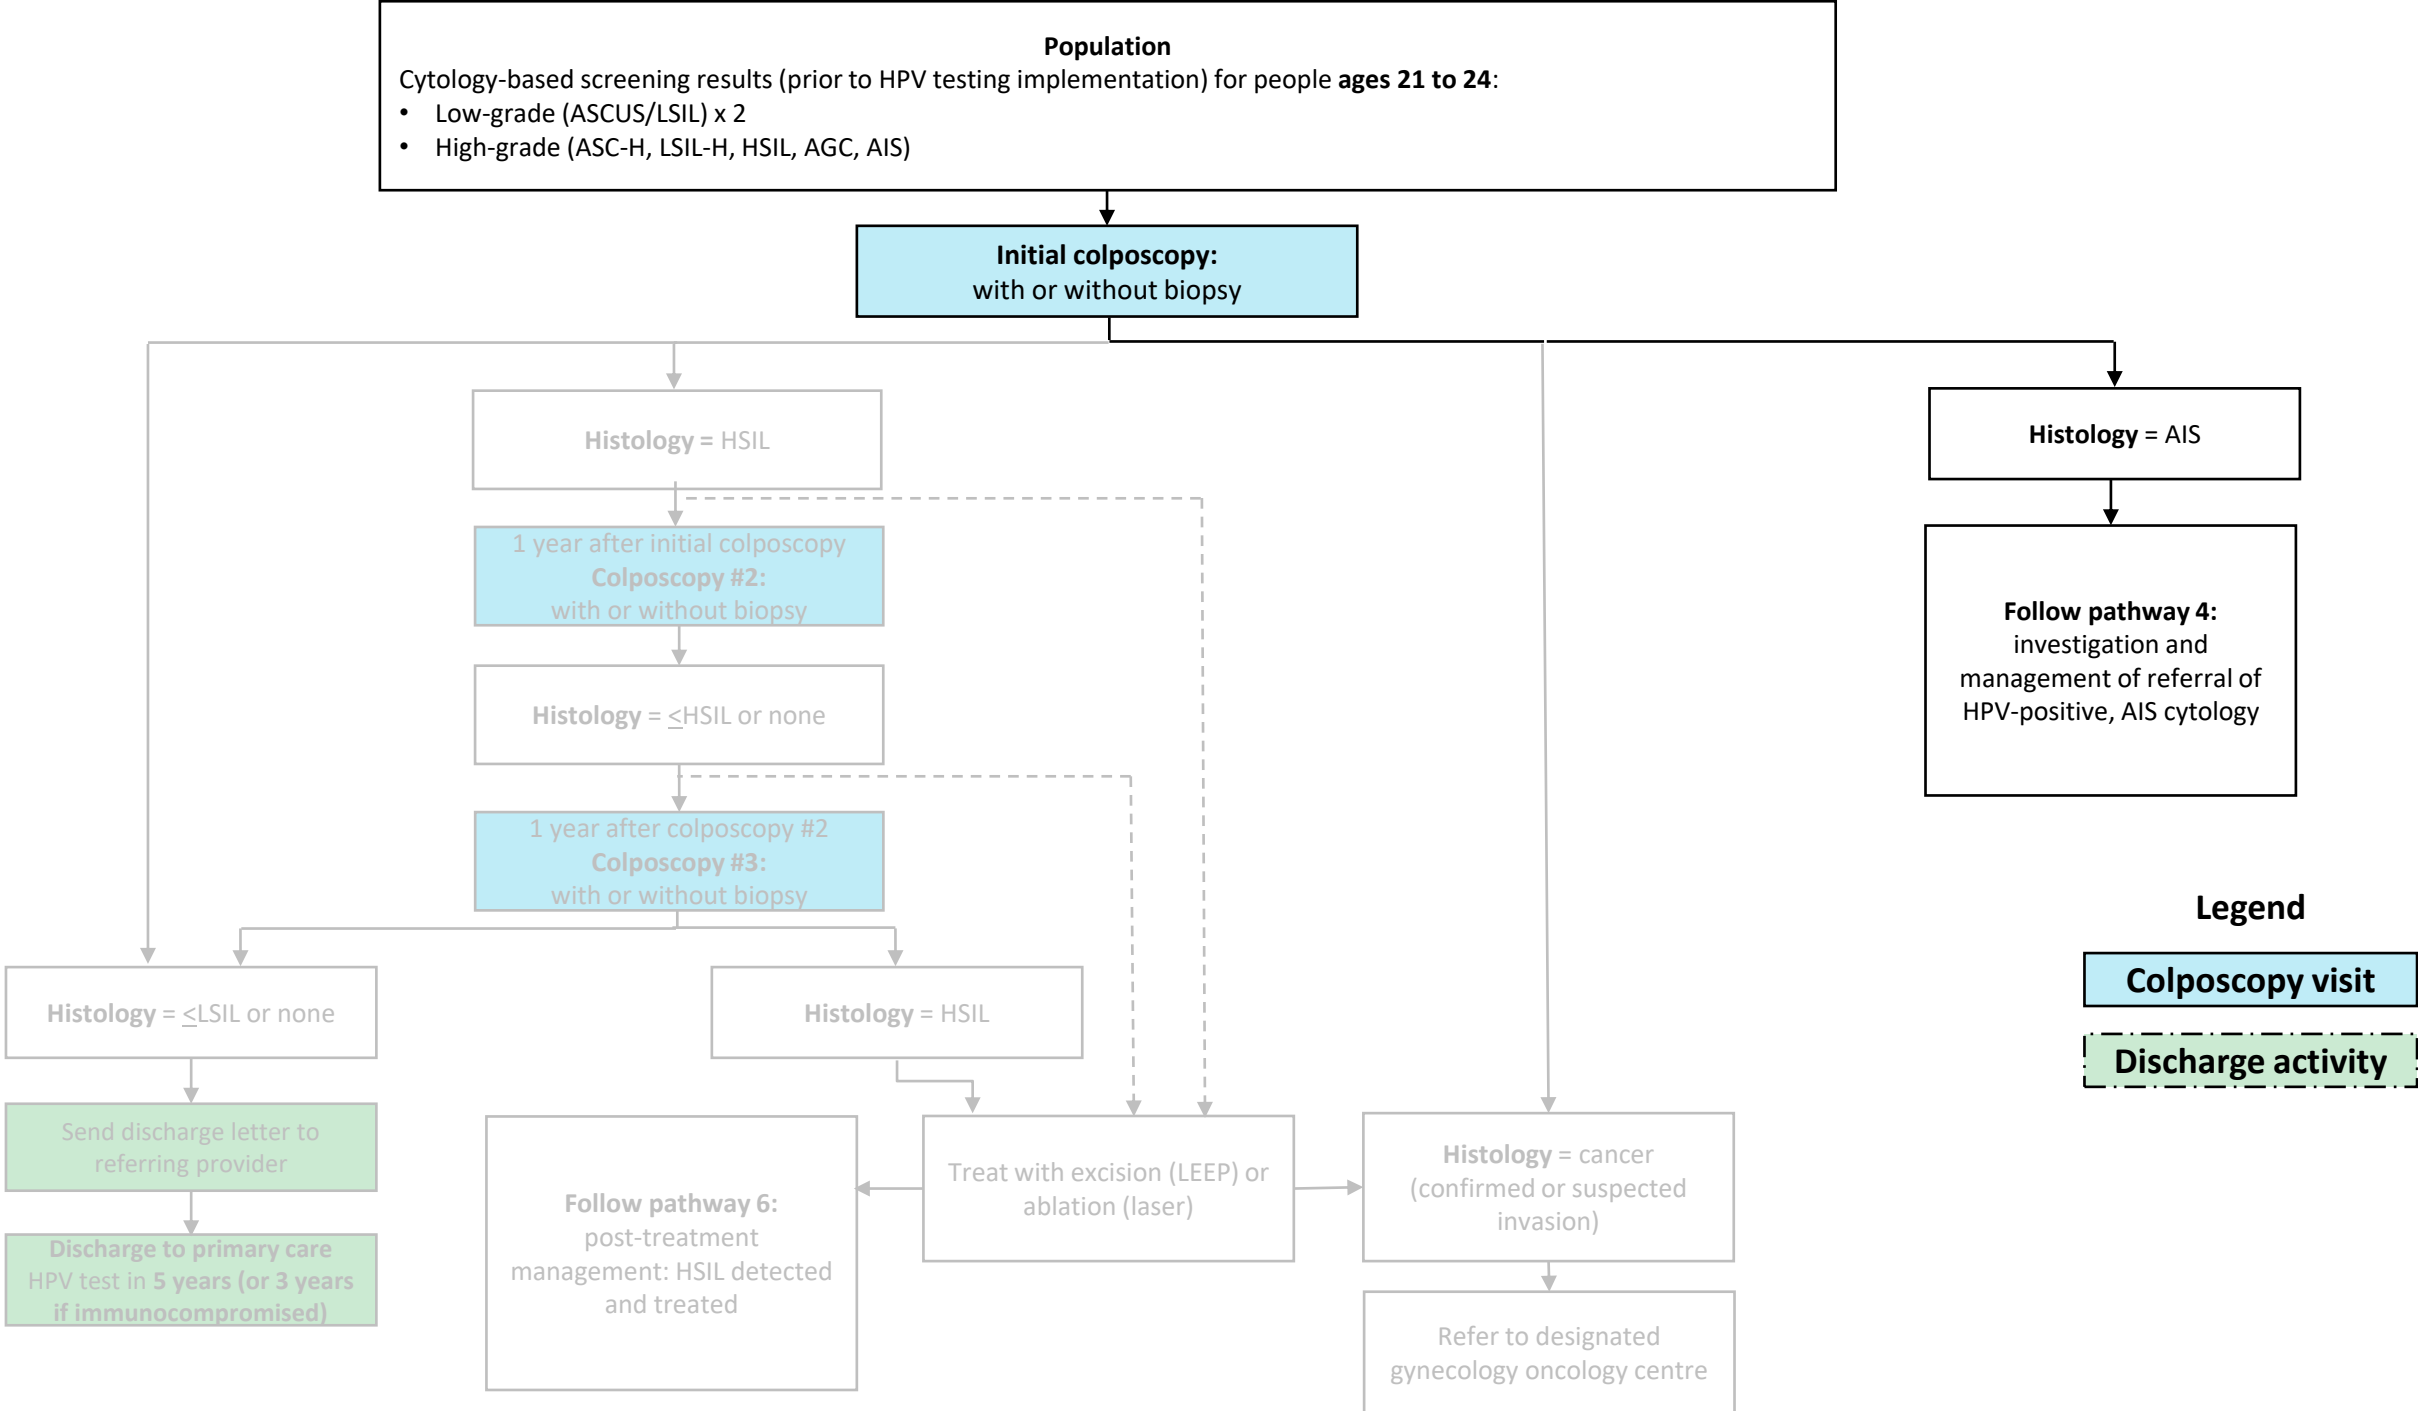 Population
Cytology-based screening results (prior to HPV testing implementation) for people ages 21 to 24:
• Low-grade (ASCUS/LSIL) x 2
• High-grade (ASC-H, LSIL-H, HSIL, AGC, AIS)
Initial colposcopy:
with or without biopsy
Histology = HSIL
Histology = AIS
1 year after initial colposcopy
Colposcopy #2:
with or without biopsy
Follow pathway 4:
investigation and
management of referral of
HPV-positive, AIS cytology
Histology = <HSIL or none
1 year after colposcopy #2
Colposcopy #3:
with or without biopsy
Legend
Colposcopy visit
Discharge activity
Histology = <LSIL or none
Histology = HSIL
Send discharge letter to
referring provider
Discharge to primary care
HPV test in 5 years (or 3 years
if immunocompromised)
Follow pathway 6:
post-treatment
management: HSIL detected
and treated
Treat with excision (LEEP) or
ablation (laser)
Histology = cancer
(confirmed or suspected
invasion)
Refer to designated
gynecology oncology centre